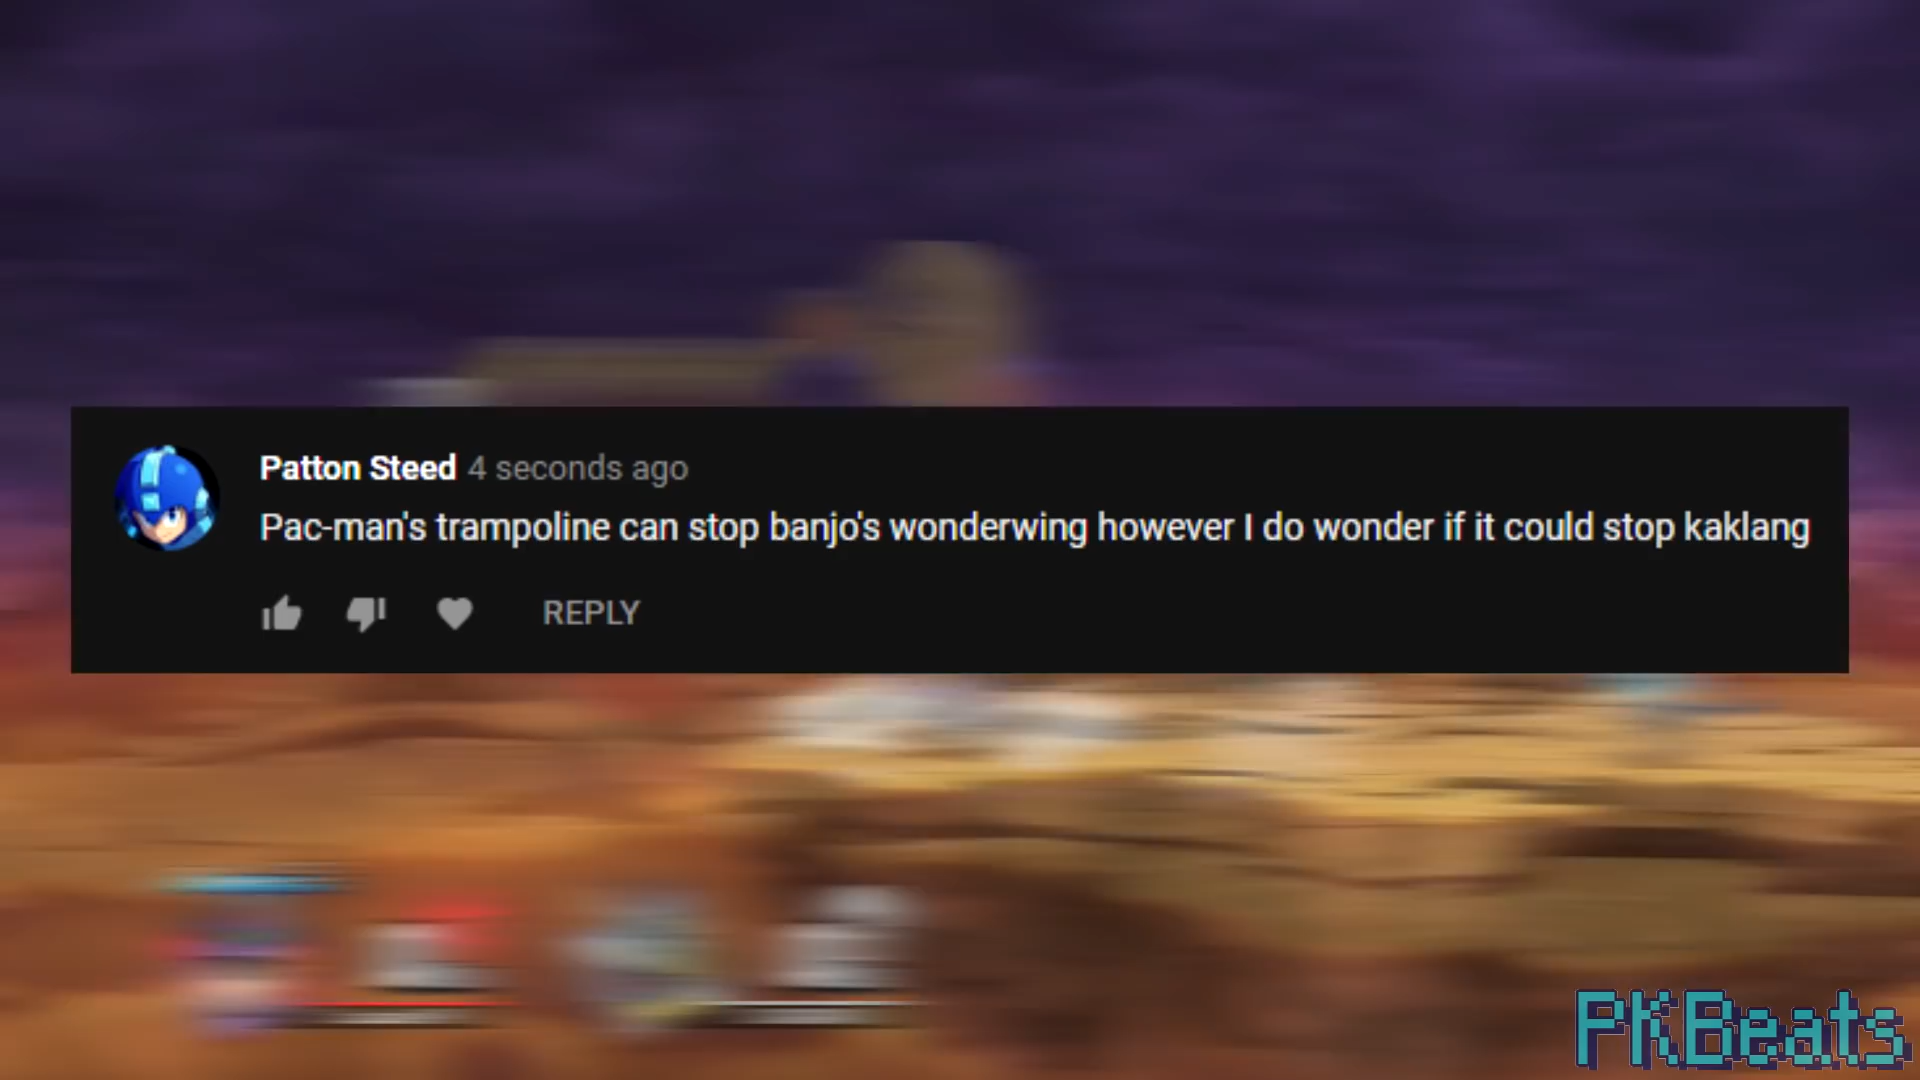 Patton Steed 4 seconds ago
Pac-man's trampoline can stop banjo's wonderwing however I do wonder if it could stop kaklang
REPLY
PKBeats